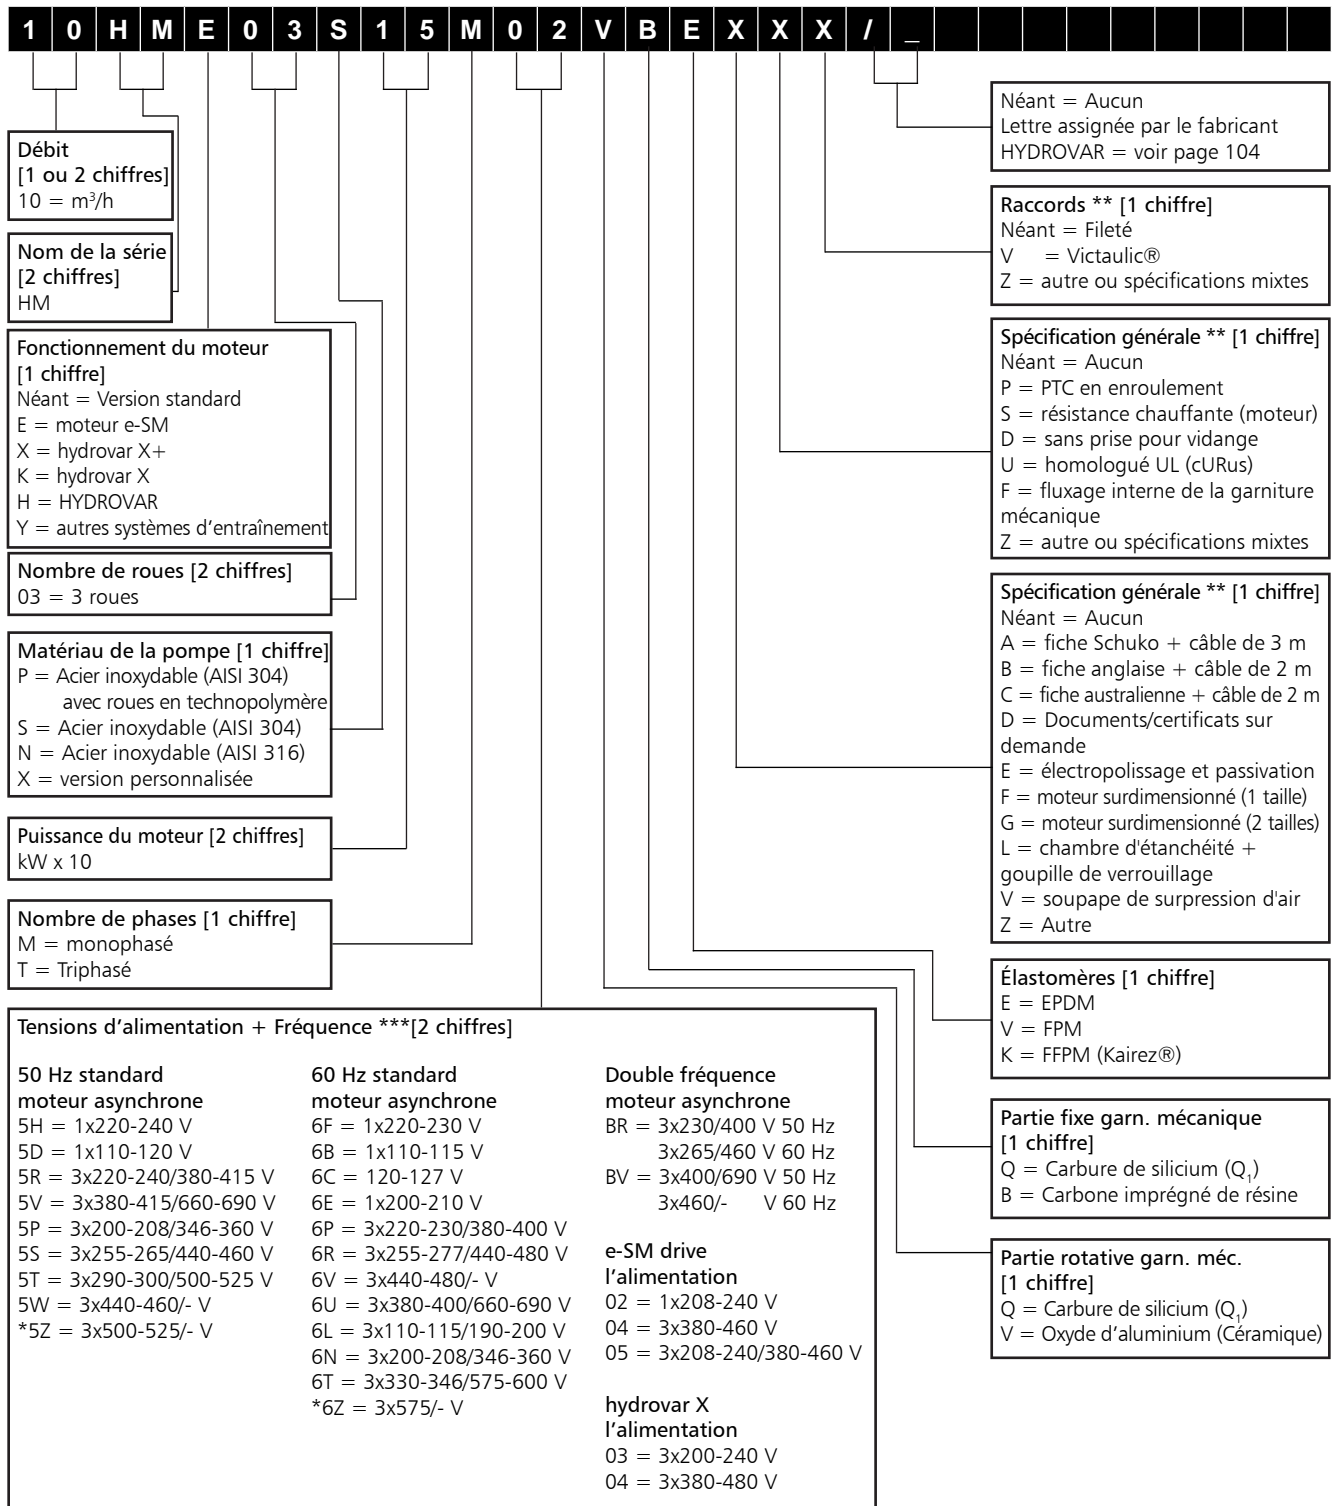 1 0 H M E 0 3 S 1 5 M 0 2 V B E X X X / _
Débit
[1 ou 2 chiffres]
10 = m³/h
Nom de la série
[2 chiffres]
HM
Fonctionnement du moteur
[1 chiffre]
Néant = Version standard
E = moteur e-SM
X = hydrovar X+
K = hydrovar X
H = HYDROVAR
Y = autres systèmes d’entraînement
Nombre de roues [2 chiffres]
03 = 3 roues
Matériau de la pompe [1 chiffre]
P = Acier inoxydable (AISI 304)
avec roues en technopolymère
S = Acier inoxydable (AISI 304)
N = Acier inoxydable (AISI 316)
X = version personnalisée
Puissance du moteur [2 chiffres]
kW x 10
Nombre de phases [1 chiffre]
M = monophasé
T = Triphasé
Tensions d’alimentation + Fréquence ***[2 chiffres]
50 Hz standard
moteur asynchrone
5H = 1x220-240 V
5D = 1x110-120 V
5R = 3x220-240/380-415 V
5V = 3x380-415/660-690 V
5P = 3x200-208/346-360 V
5S = 3x255-265/440-460 V
5T = 3x290-300/500-525 V
5W = 3x440-460/- V
*5Z = 3x500-525/- V
60 Hz standard
moteur asynchrone
6F = 1x220-230 V
6B = 1x110-115 V
6C = 120-127 V
6E = 1x200-210 V
6P = 3x220-230/380-400 V
6R = 3x255-277/440-480 V
6V = 3x440-480/- V
6U = 3x380-400/660-690 V
6L = 3x110-115/190-200 V
6N = 3x200-208/346-360 V
6T = 3x330-346/575-600 V
*6Z = 3x575/- V
Double fréquence
moteur asynchrone
BR = 3x230/400 V 50 Hz
3x265/460 V 60 Hz
BV = 3x400/690 V 50 Hz
3x460/- V 60 Hz
e-SM drive
l’alimentation
02 = 1x208-240 V
04 = 3x380-460 V
05 = 3x208-240/380-460 V
hydrovar X
l’alimentation
03 = 3x200-240 V
04 = 3x380-480 V
Néant = Aucun
Lettre assignée par le fabricant
HYDROVAR = voir page 104
Raccords ** [1 chiffre]
Néant = Fileté
V = Victaulic®
Z = autre ou spécifications mixtes
Spécification générale ** [1 chiffre]
Néant = Aucun
P = PTC en enroulement
S = résistance chauffante (moteur)
D = sans prise pour vidange
U = homologué UL (cURus)
F = fluxage interne de la garniture
mécanique
Z = autre ou spécifications mixtes
Spécification générale ** [1 chiffre]
Néant = Aucun
A = fiche Schuko + câble de 3 m
B = fiche anglaise + câble de 2 m
C = fiche australienne + câble de 2 m
D = Documents/certificats sur
demande
E = électropolissage et passivation
F = moteur surdimensionné (1 taille)
G = moteur surdimensionné (2 tailles)
L = chambre d'étanchéité +
goupille de verrouillage
V = soupape de surpression d'air
Z = Autre
Élastomères [1 chiffre]
E = EPDM
V = FPM
K = FFPM (Kairez®)
Partie fixe garn. mécanique
[1 chiffre]
Q = Carbure de silicium (Q₁)
B = Carbone imprégné de résine
Partie rotative garn. méc.
[1 chiffre]
Q = Carbure de silicium (Q₁)
V = Oxyde d’aluminium (Céramique)